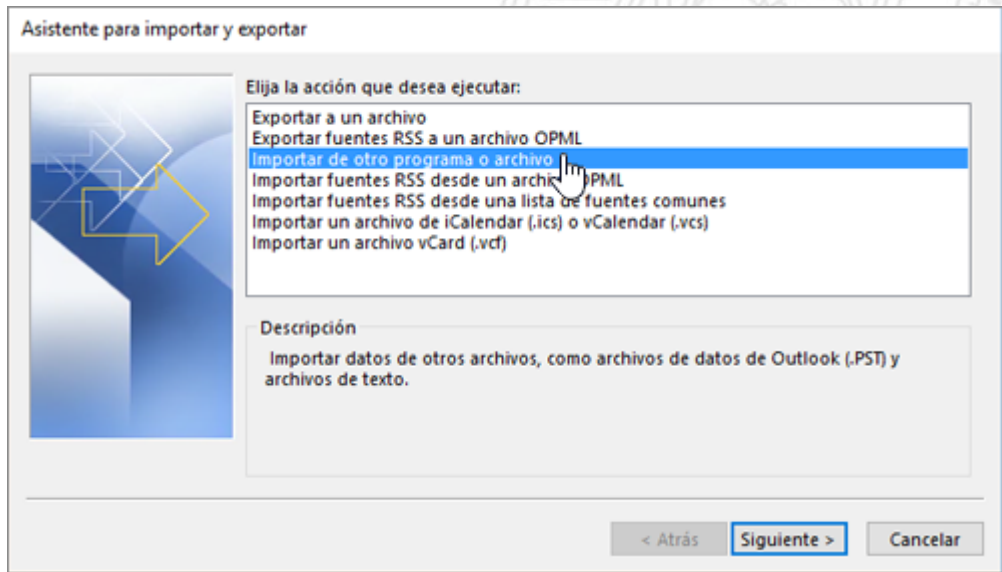 Asistente para importar y exportar
Elija la acción que desea ejecutar:
Exportar a un archivo
Exportar fuentes RSS a un archivo OPML
Importar de otro programa o archivo
Importar fuentes RSS desde un archivo OPML
Importar fuentes RSS desde una lista de fuentes comunes
Importar un archivo de iCalendar (.ics) o vCalendar (.vcs)
Importar un archivo vCard (.vcf)
Descripción
Importar datos de otros archivos, como archivos de datos de Outlook (.PST) y
archivos de texto.
< Atrás Siguiente > Cancelar